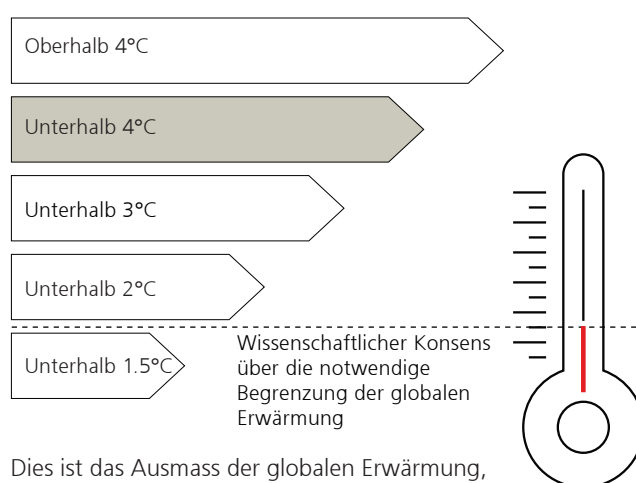 Oberhalb 4°C
Unterhalb 4°C
Unterhalb 3°C
Unterhalb 2°C
Unterhalb 1.5°C
Wissenschaftlicher Konsens
über die notwendige
Begrenzung der globalen
Erwärmung
Dies ist das Ausmass der globalen Erwärmung,